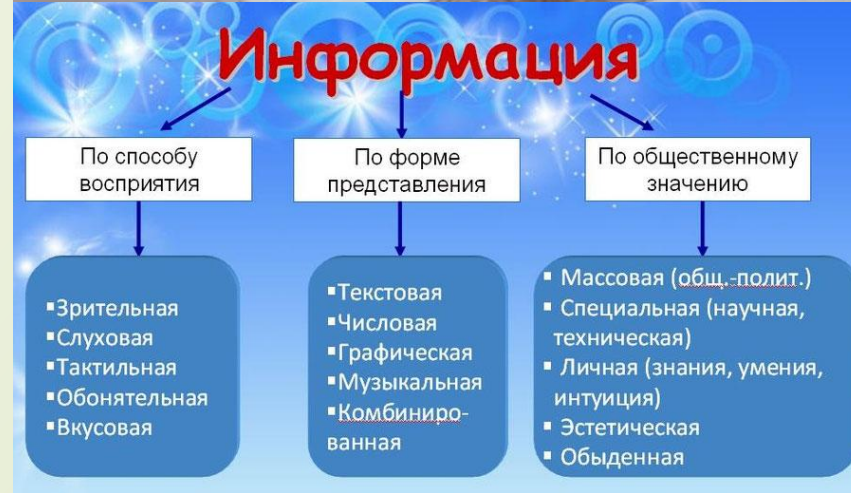 Информация
По способу
восприятия
По форме
представления
По общественному
значению
▪Зрительная
▪Слуховая
▪Тактильная
▪Обонятельная
▪Вкусовая
▪Текстовая
▪Числовая
▪Графическая
▪Музыкальная
▪Комбиниро-
ванная
▪ Массовая (общ.-полит.)
▪ Специальная (научная,
техническая)
▪ Личная (знания, умения,
интуиция)
▪ Эстетическая
▪ Обыденная